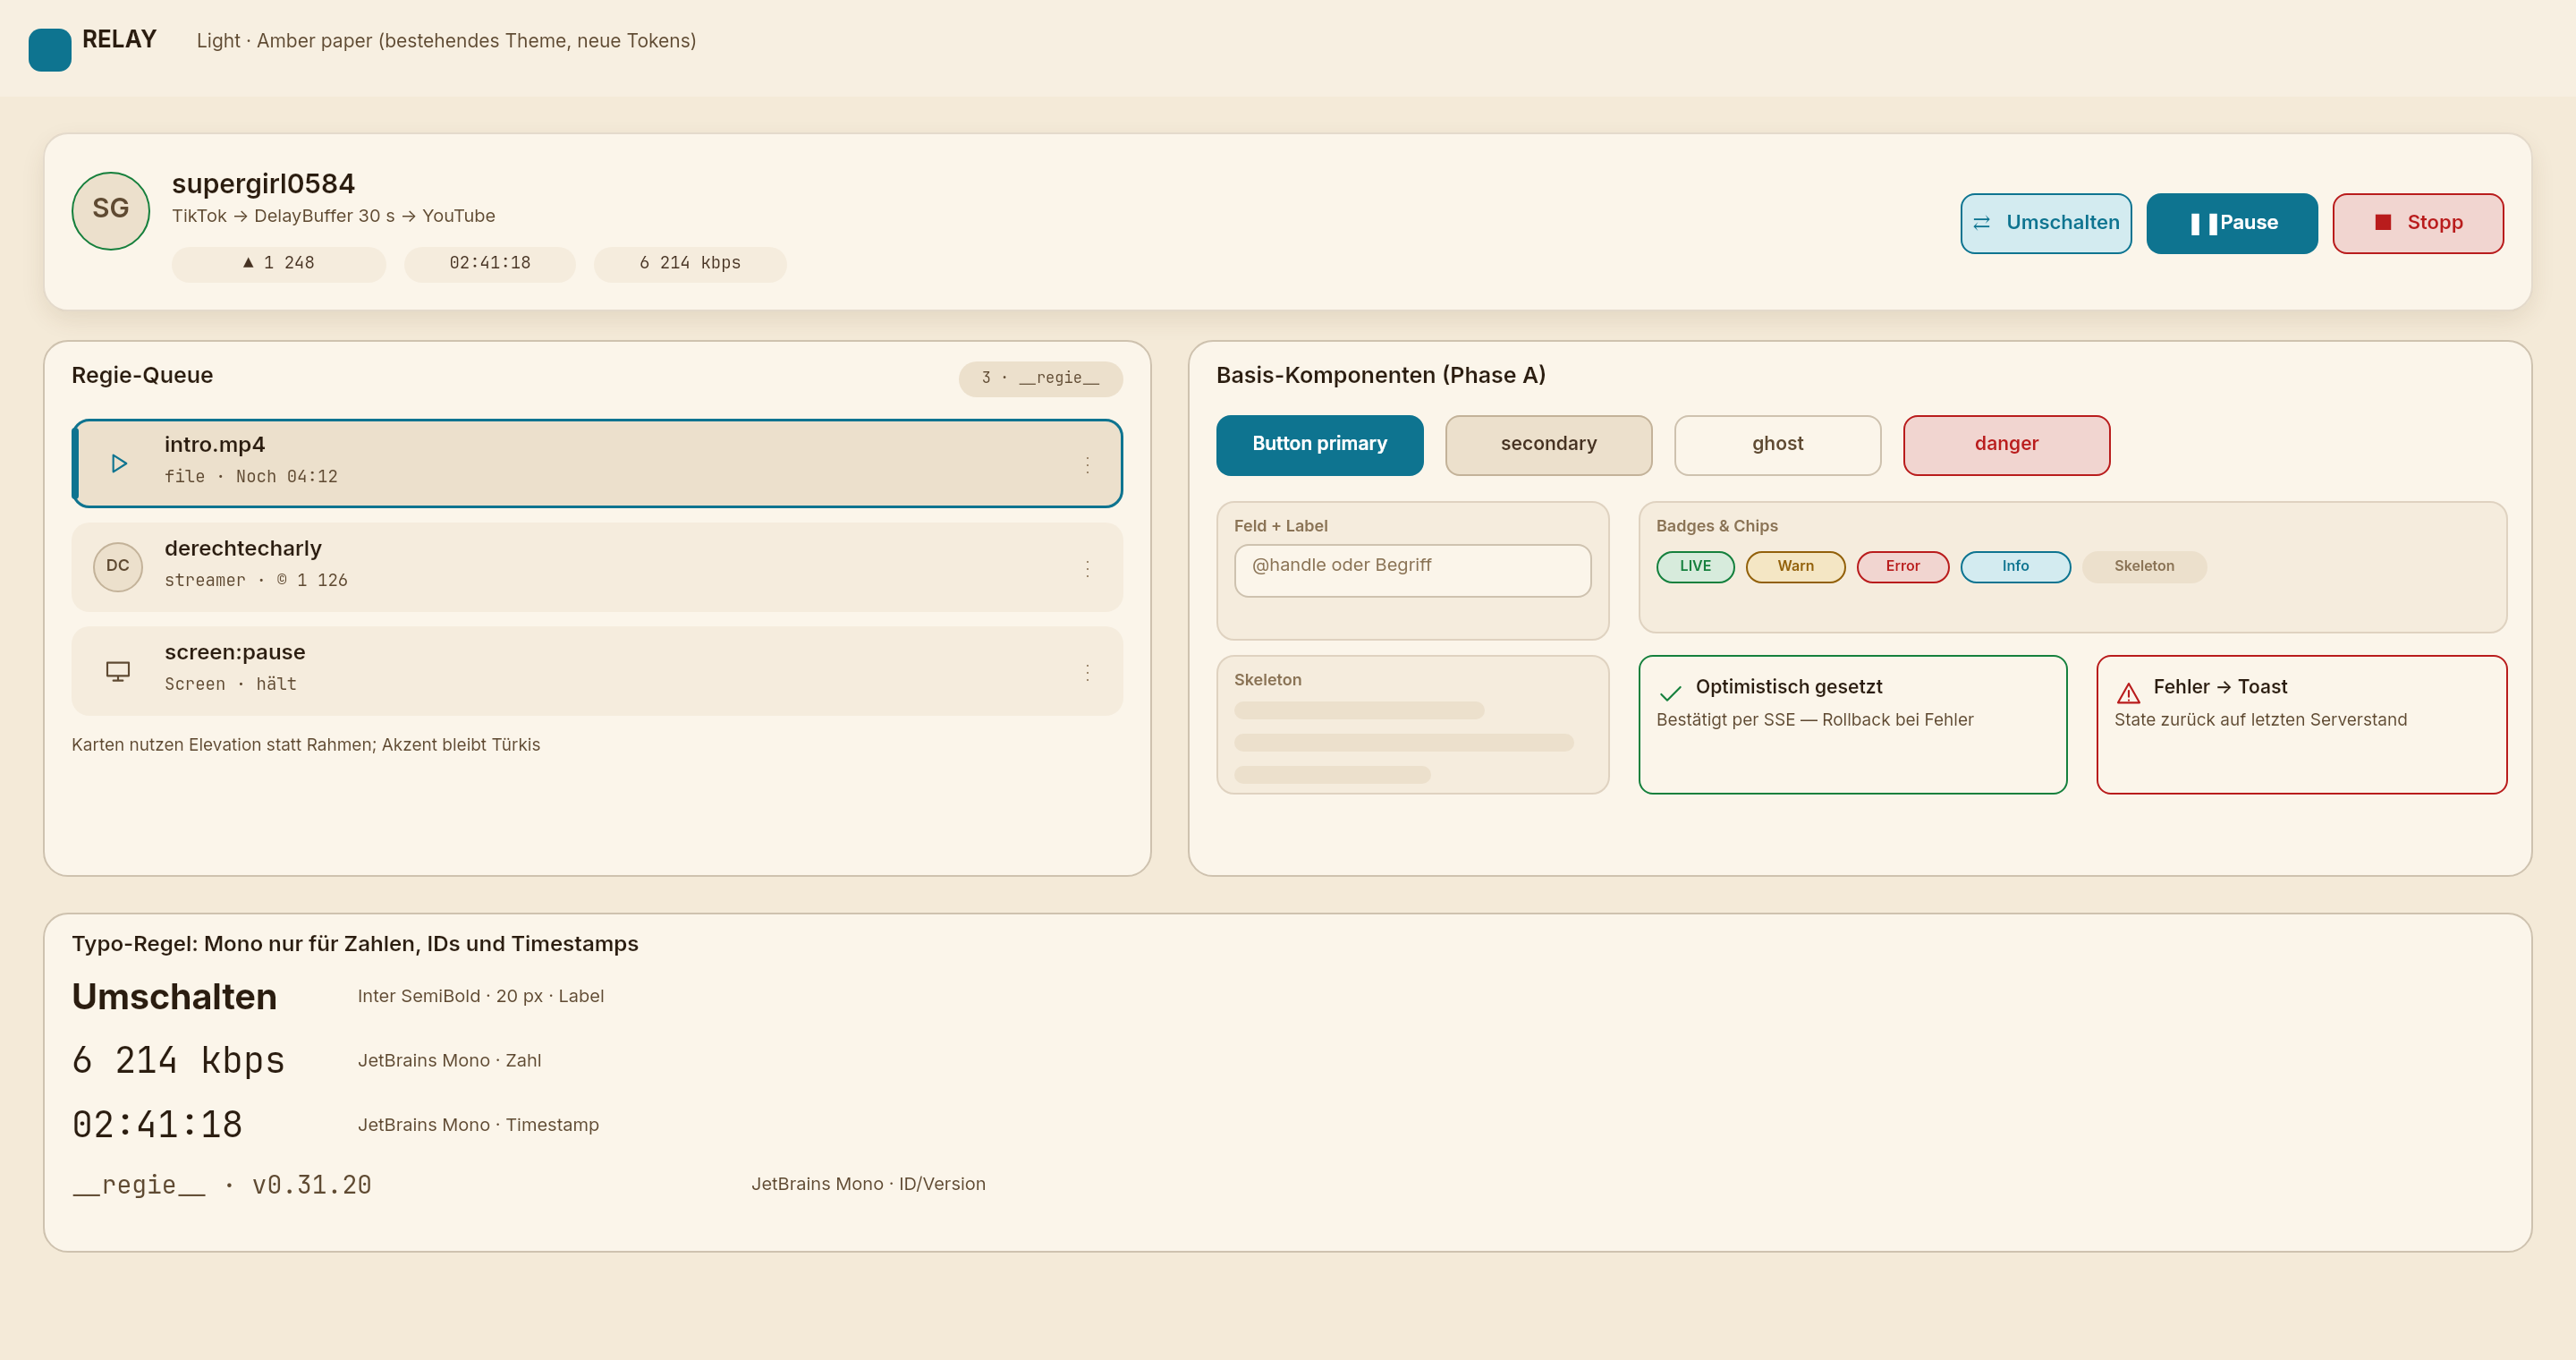 RELAY
Light · Amber paper (bestehendes Theme, neue Tokens)
SG
supergirl0584
TikTok → DelayBuffer 30 s → YouTube
▲ 1 248
02:41:18
6 214 kbps
⇄ Umschalten
❚❚Pause
■ Stopp
Regie-Queue
3 · __regie__
intro.mp4
file · Noch 04:12
DC
derechtecharly
streamer · © 1 126
screen:pause
Screen · hält
Karten nutzen Elevation statt Rahmen; Akzent bleibt Türkis
Basis-Komponenten (Phase A)
Button primary
secondary
ghost
danger
Feld + Label
@handle oder Begriff
Badges & Chips
LIVE
Warn
Error
Info
Skeleton
Skeleton
Optimistisch gesetzt
Bestätigt per SSE — Rollback bei Fehler
Fehler → Toast
State zurück auf letzten Serverstand
Typo-Regel: Mono nur für Zahlen, IDs und Timestamps
Umschalten
Inter SemiBold · 20 px · Label
6 214 kbps
JetBrains Mono · Zahl
02:41:18
JetBrains Mono · Timestamp
__regie__ · v0.31.20
JetBrains Mono · ID/Version